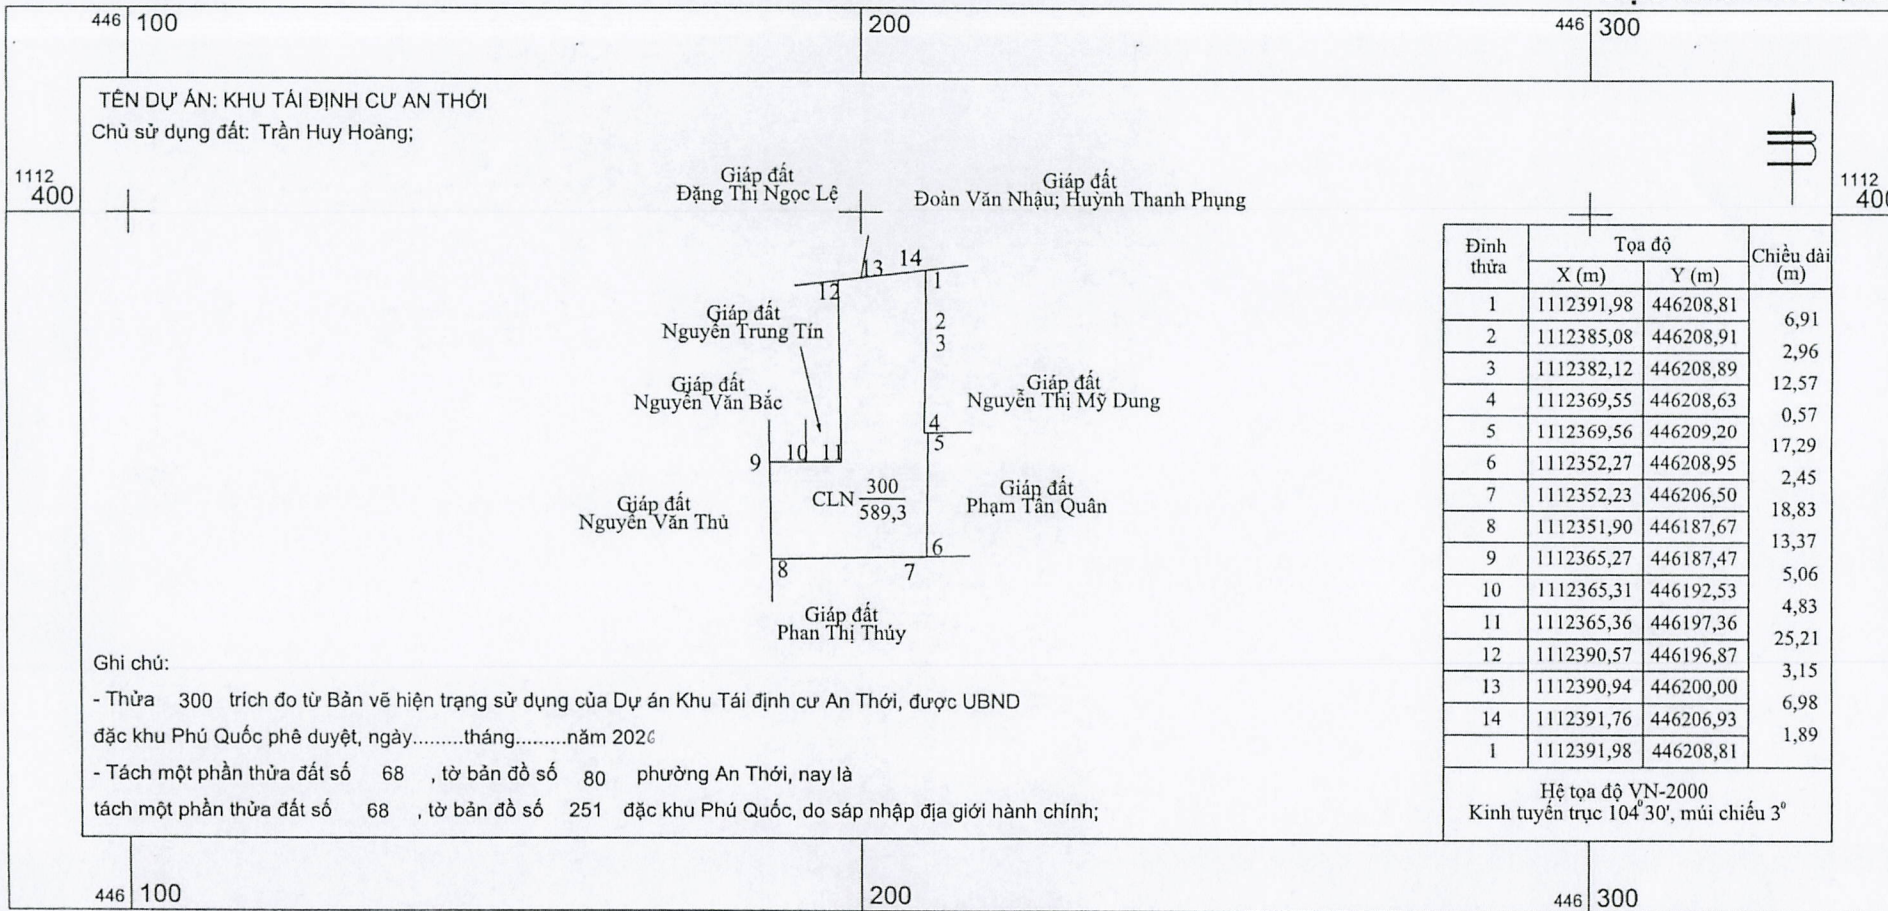 446 100 200 446 300
TÊN DỰ ÁN: KHU TÁI ĐỊNH CƯ AN THỚI
Chủ sử dụng đất: Trần Huy Hoàng;
1112
400
1112
400
Giáp đất
Đặng Thị Ngọc Lệ
Giáp đất
Đoàn Văn Nhậu; Huỳnh Thanh Phụng
13 14
1
12
2
3
Giáp đất
Nguyễn Trung Tín
Giáp đất
Nguyễn Văn Bắc
Giáp đất
Nguyễn Thị Mỹ Dung
4
5
9 10 11
CLN 300
589,3
Giáp đất
Nguyễn Văn Thủ
Giáp đất
Phạm Tân Quân
6
8 7
Giáp đất
Phan Thị Thủy
Đỉnh thửa Tọa độ Chiều dài (m)
X (m) Y (m)
1 1112391,98 446208,81
6,91
2 1112385,08 446208,91
2,96
3 1112382,12 446208,89
12,57
4 1112369,55 446208,63
0,57
5 1112369,56 446209,20
17,29
6 1112352,27 446208,95
2,45
7 1112352,23 446206,50
18,83
8 1112351,90 446187,67
13,37
9 1112365,27 446187,47
5,06
10 1112365,31 446192,53
4,83
11 1112365,36 446197,36
25,21
12 1112390,57 446196,87
3,15
13 1112390,94 446200,00
6,98
14 1112391,76 446206,93
1,89
1 1112391,98 446208,81
Hệ tọa độ VN-2000
Kinh tuyến trục 104⁰30', múi chiếu 3⁰
Ghi chú:
- Thửa 300 trích đo từ Bản vẽ hiện trạng sử dụng của Dự án Khu Tái định cư An Thới, được UBND
đặc khu Phú Quốc phê duyệt, ngày.........tháng.........năm 2026
- Tách một phần thửa đất số 68 , tờ bản đồ số 80 phường An Thới, nay là
tách một phần thửa đất số 68 , tờ bản đồ số 251 đặc khu Phú Quốc, do sáp nhập địa giới hành chính;
446 100 200 446 300